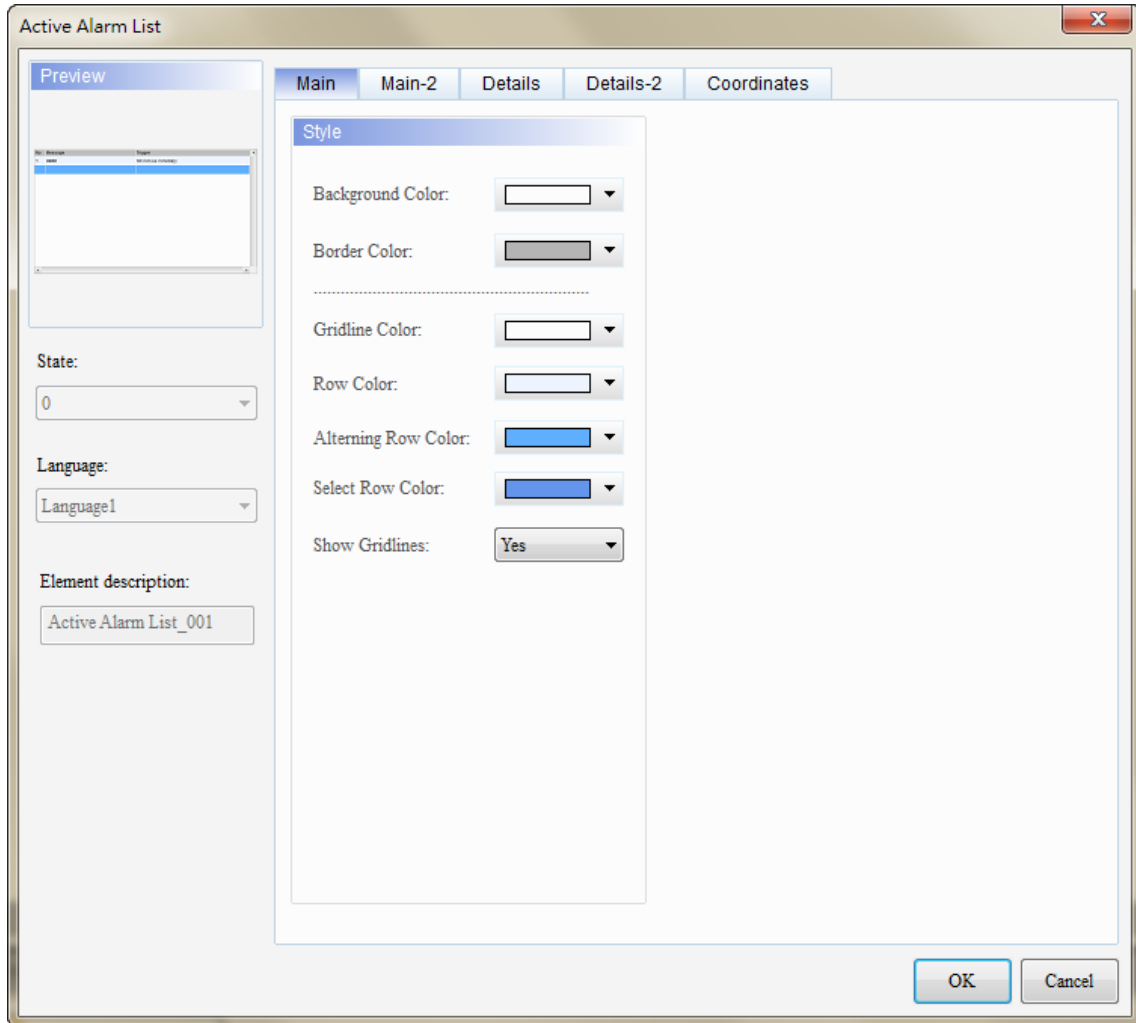 Active Alarm List
Preview
Main Main-2 Details Details-2 Coordinates
Style
Background Color:
Border Color:
Gridline Color:
Row Color:
Alterning Row Color:
Select Row Color:
Show Gridlines: Yes
State:
0
Language:
Language1
Element description:
Active Alarm List_001
OK Cancel